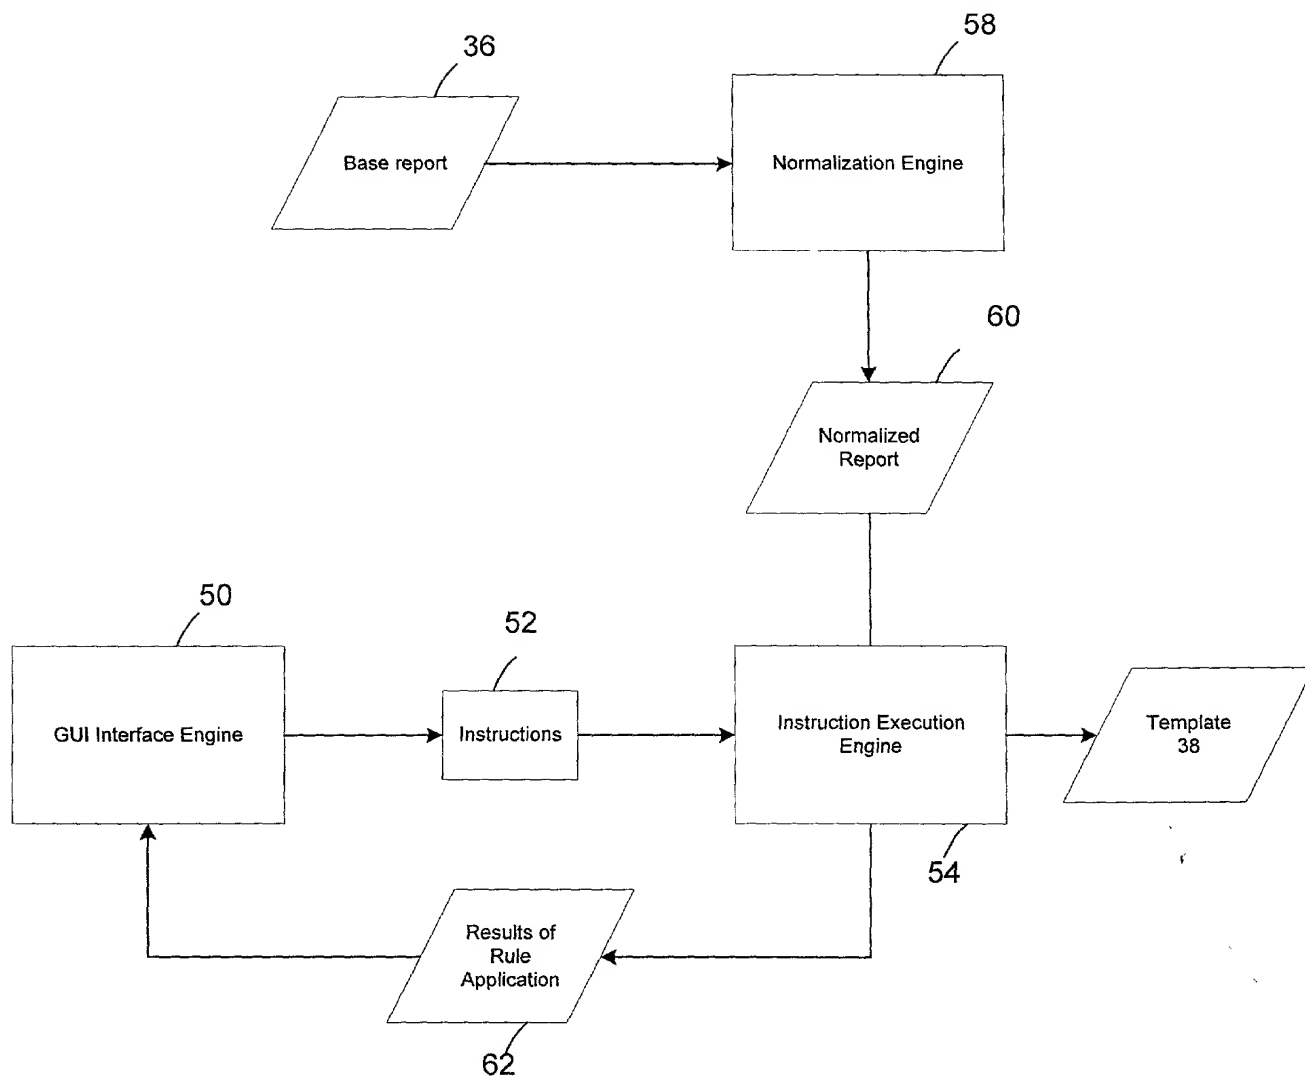 58
36
Base report
Normalization Engine
60
Normalized
Report
50
52
GUI Interface Engine
Instructions
Instruction Execution
Engine
Template
38
54
Results of
Rule
Application
62